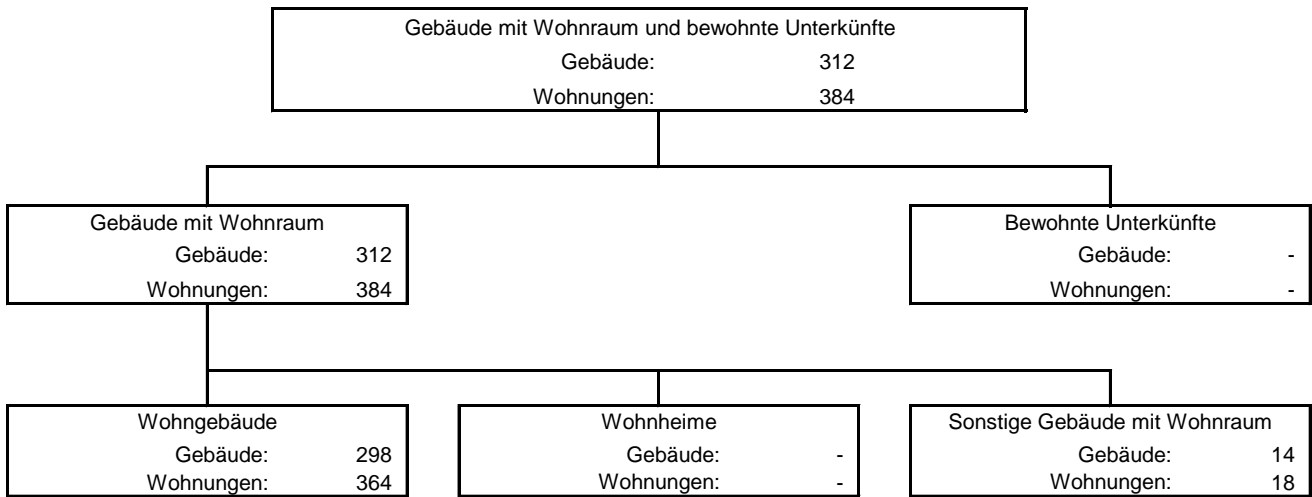 Gebäude mit Wohnraum und bewohnte Unterkünfte
Gebäude: 312
Wohnungen: 384
Gebäude mit Wohnraum
Gebäude: 312
Wohnungen: 384
Bewohnte Unterkünfte
Gebäude: -
Wohnungen: -
Wohngebäude
Gebäude: 298
Wohnungen: 364
Wohnheime
Gebäude: -
Wohnungen: -
Sonstige Gebäude mit Wohnraum
Gebäude: 14
Wohnungen: 18